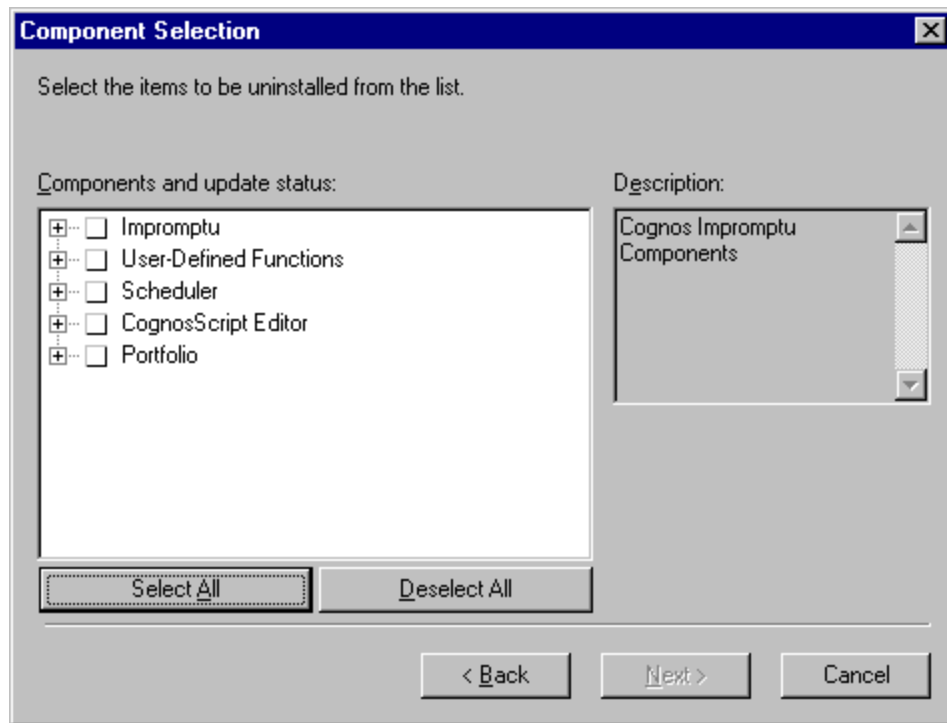 Component Selection
Select the items to be uninstalled from the list.
Components and update status:
Impromptu
User-Defined Functions
Scheduler
CognosScript Editor
Portfolio
Description:
Cognos Impromptu
Components
Select All
Deselect All
< Back
Next >
Cancel